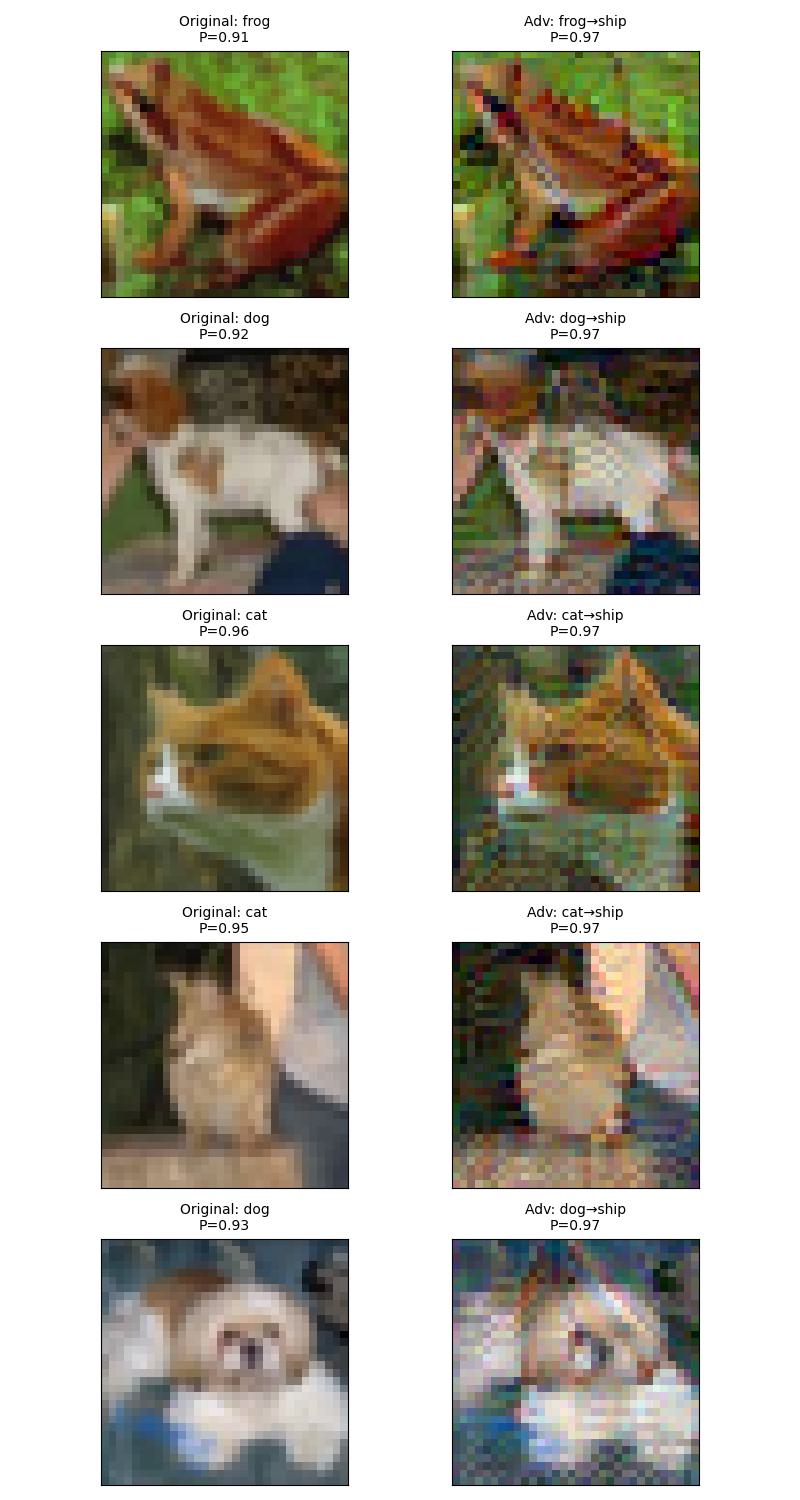 Original: frog
P=0.91
Adv: frog→ship
P=0.97
Original: dog
P=0.92
Adv: dog→ship
P=0.97
Original: cat
P=0.96
Adv: cat→ship
P=0.97
Original: cat
P=0.95
Adv: cat→ship
P=0.97
Original: dog
P=0.93
Adv: dog→ship
P=0.97